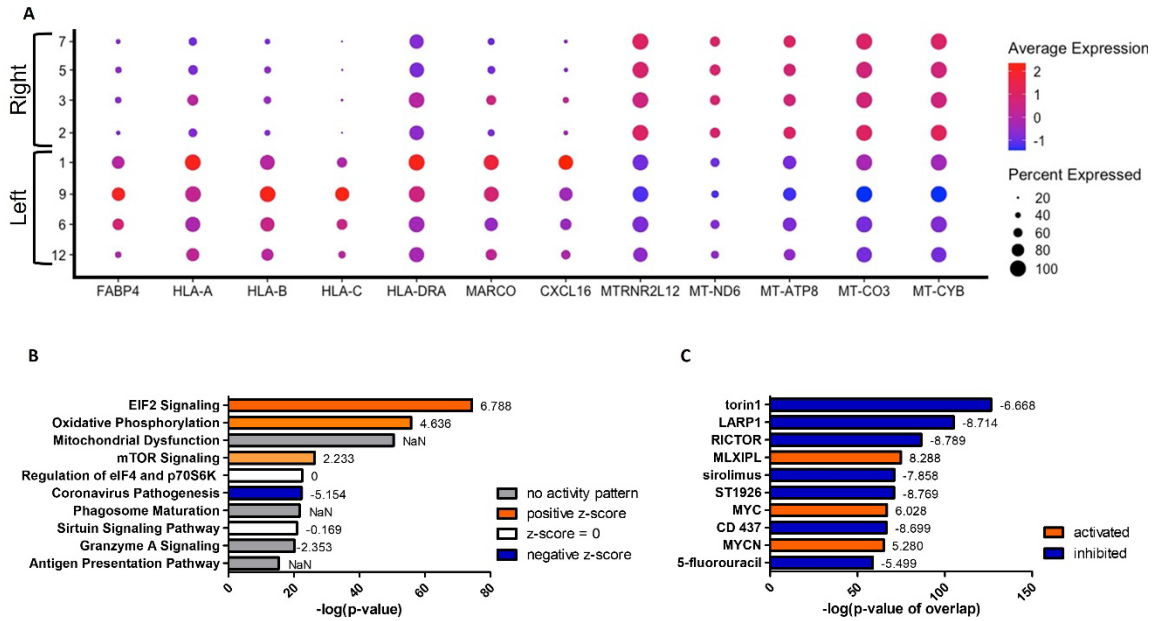 A
Right
Left
7
5
3
2
1
9
6
12
FABP4 HLA-A HLA-B HLA-C HLA-DRA MARCO CXCL16 MTRNR2L12 MT-ND6 MT-ATP8 MT-CO3 MT-CYB
Average Expression
2
1
0
-1
Percent Expressed
20
40
60
80
100
B
EIF2 Signaling 6.788
Oxidative Phosphorylation 4.636
Mitochondrial Dysfunction NaN
mTOR Signaling 2.233
Regulation of eIF4 and p70S6K 0
Coronavirus Pathogenesis -5.154
Phagosome Maturation NaN
Sirtuin Signaling Pathway -0.169
Granzyme A Signaling -2.353
Antigen Presentation Pathway NaN
0 20 40 60 80
-log(p-value)
no activity pattern
positive z-score
z-score = 0
negative z-score
C
torin1 -6.668
LARP1 -8.714
RICTOR -8.789
MLXIPL 8.288
sirolimus -7.858
ST1926 -8.769
MYC 6.028
CD 437 -8.699
MYCN 5.280
5-fluorouracil -5.499
0 50 100 150
-log(p-value of overlap)
activated
inhibited